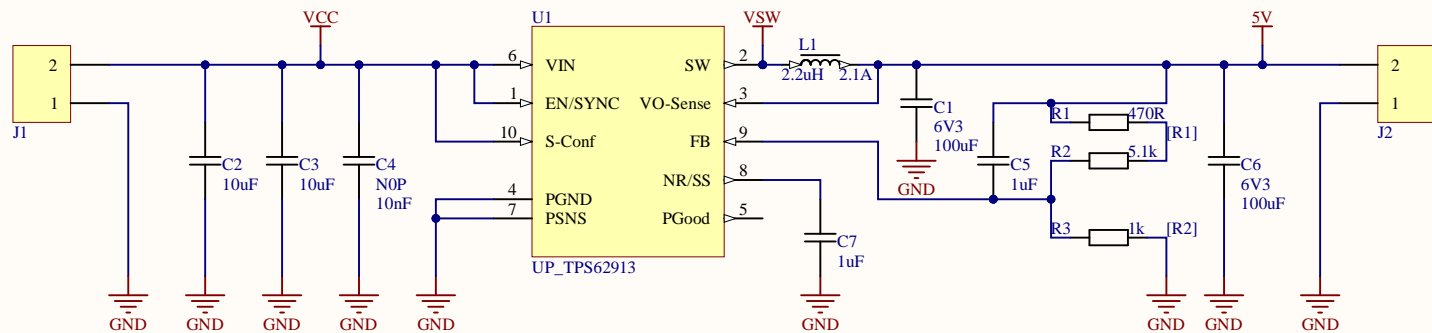 VCC
U1
VSW
5V
L1
2
1
J1
6
VIN
1
EN/SYNC
10
S-Conf
4
PGND
7
PSNS
SW
2
VO-Sense
3
FB
9
NR/SS
8
PGood
5
UP_TPS62913
2.2uH
2.1A
C2
10uF
C3
10uF
C4
N0P
10nF
C1
6V3
100uF
GND
C5
1uF
R1
470R
[R1]
R2
5.1k
R3
1k
[R2]
C6
6V3
100uF
C7
1uF
2
1
J2
GND
GND
GND
GND
GND
GND
GND
GND
GND